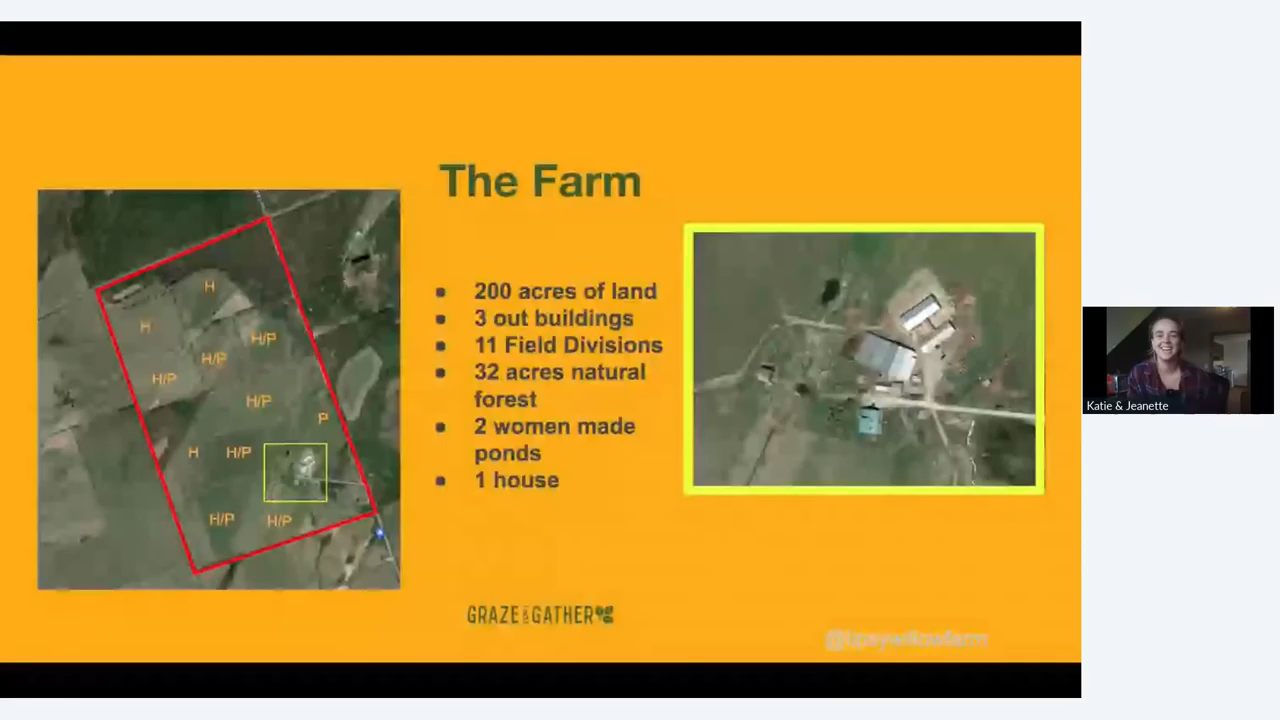 The Farm
200 acres of land
3 out buildings
11 Field Divisions
32 acres natural
forest
2 women made
ponds
1 house
H
H
H/P
H/P
H/P
H/P
P
H
H/P
H/P
H/P
GRAZE & GATHER
Katie & Jeanette